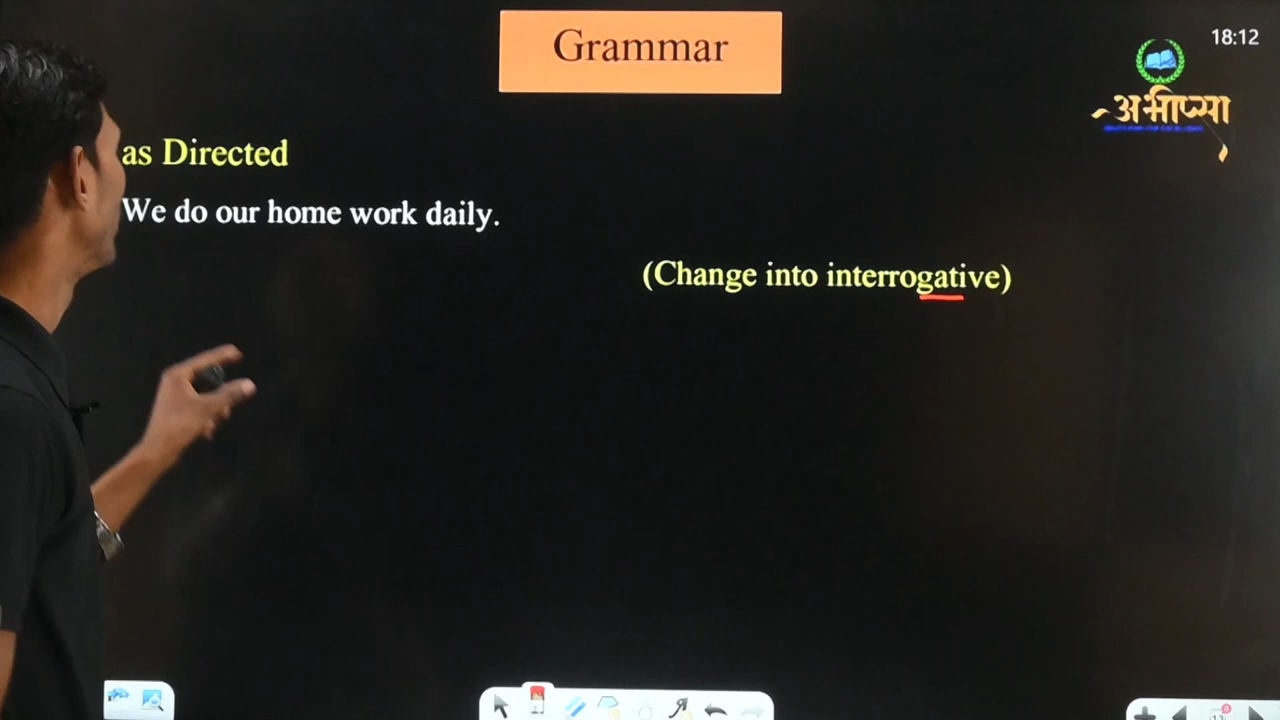 Grammar
18:12
अभीप्सा
as Directed
We do our home work daily.
(Change into interrogative)